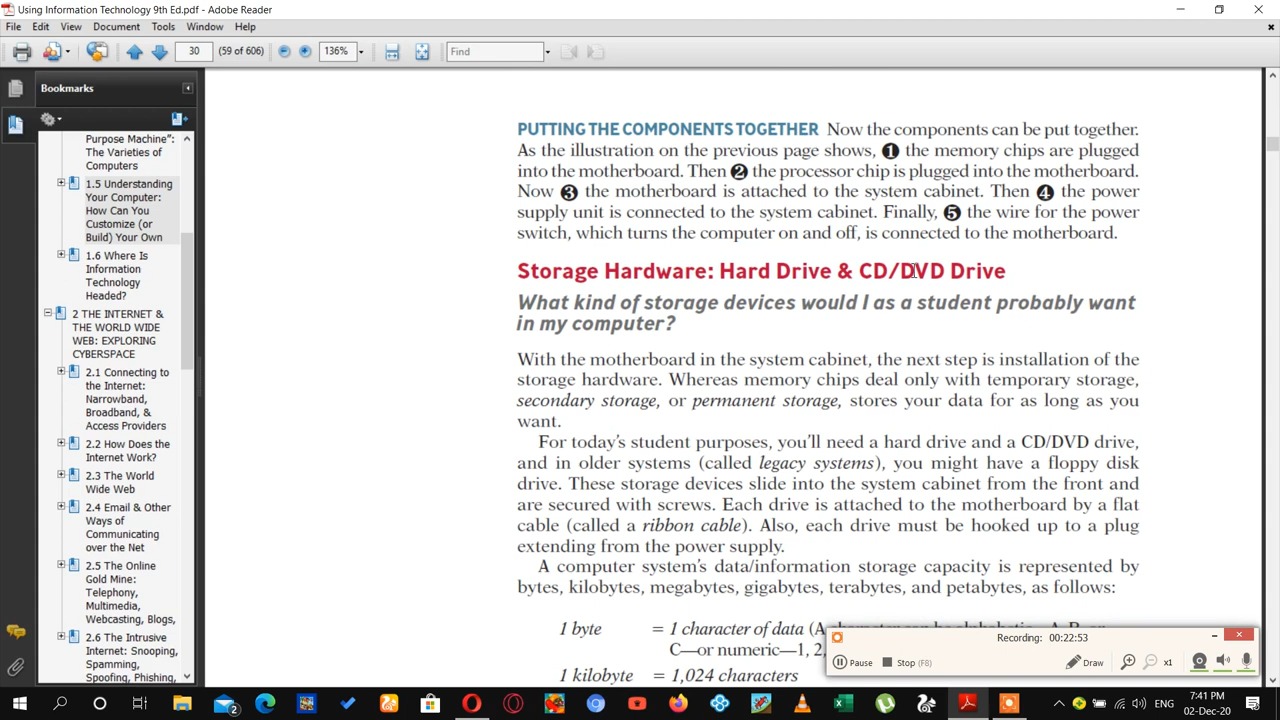 Using Information Technology 9th Ed.pdf - Adobe Reader
File Edit View Document Tools Window Help
30 (59 of 606) 136% Find
Bookmarks
Purpose Machine”:
The Varieties of
Computers
1.5 Understanding
Your Computer:
How Can You
Customize (or
Build) Your Own
1.6 Where Is
Information
Technology
Headed?
2 THE INTERNET &
THE WORLD WIDE
WEB: EXPLORING
CYBERSPACE
2.1 Connecting to
the Internet:
Narrowband,
Broadband, &
Access Providers
2.2 How Does the
Internet Work?
2.3 The World
Wide Web
2.4 Email & Other
Ways of
Communicating
over the Net
2.5 The Online
Gold Mine:
Telephony,
Multimedia,
Webcasting, Blogs,
2.6 The Intrusive
Internet: Snooping,
Spamming,
Spoofing, Phishing,
PUTTING THE COMPONENTS TOGETHER Now the components can be put together.
As the illustration on the previous page shows, 1 the memory chips are plugged
into the motherboard. Then 2 the processor chip is plugged into the motherboard.
Now 3 the motherboard is attached to the system cabinet. Then 4 the power
supply unit is connected to the system cabinet. Finally, 5 the wire for the power
switch, which turns the computer on and off, is connected to the motherboard.
Storage Hardware: Hard Drive & CD/DVD Drive
What kind of storage devices would I as a student probably want
in my computer?
With the motherboard in the system cabinet, the next step is installation of the
storage hardware. Whereas memory chips deal only with temporary storage,
secondary storage, or permanent storage, stores your data for as long as you
want.
For today’s student purposes, you’ll need a hard drive and a CD/DVD drive,
and in older systems (called legacy systems), you might have a floppy disk
drive. These storage devices slide into the system cabinet from the front and
are secured with screws. Each drive is attached to the motherboard by a flat
cable (called a ribbon cable). Also, each drive must be hooked up to a plug
extending from the power supply.
A computer system’s data/information storage capacity is represented by
bytes, kilobytes, megabytes, gigabytes, terabytes, and petabytes, as follows:
1 byte = 1 character of data (A
C—or numeric—1, 2,
1 kilobyte = 1,024 characters
Recording: 00:22:53
Pause Stop (F8) Draw x1
2 30 ENG 7:41 PM
02-Dec-20